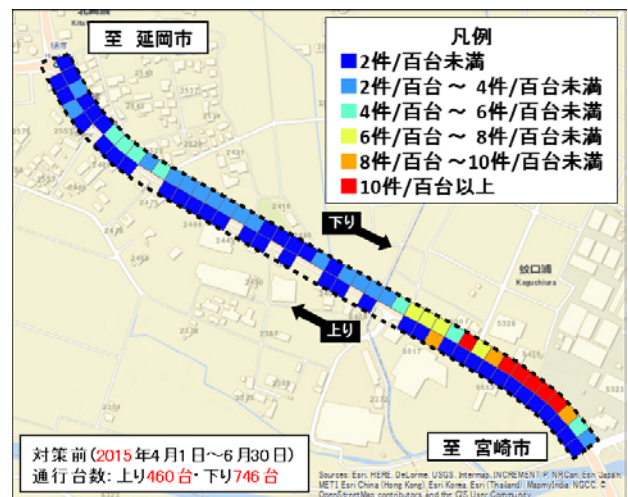 至 延岡市
凡例
2件/百台未満
2件/百台～ 4件/百台未満
4件/百台～ 6件/百台未満
6件/百台～ 8件/百台未満
8件/百台～10件/百台未満
10件/百台以上
下り
蚊口浦
Kaguchiura
上り
至 宮崎市
対策前(2015年4月1日～6月30日)
通行台数：上り460台・下り746台
Sources: Esri, HERE, DeLorme, USGS, Intermap, INCREMENT P, NRCan, Esri Japan,
METI, Esri China (Hong Kong), Esri Korea, Esri (Thailand), MapmyIndia, NGCC, ©
OpenStreetMap contributors, and the GIS User Community